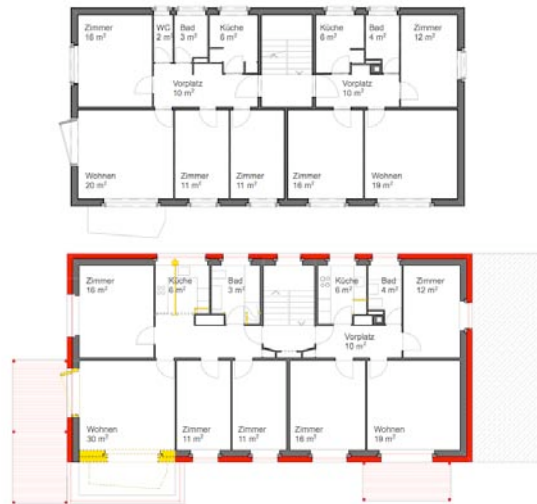 Zimmer
16 m²
WC
2 m²
Bad
3 m²
Küche
6 m²
Küche
6 m²
Bad
4 m²
Zimmer
12 m²
Vorplatz
10 m²
Vorplatz
10 m²
Wohnen
20 m²
Zimmer
11 m²
Zimmer
11 m²
Zimmer
16 m²
Wohnen
19 m²
Zimmer
16 m²
Küche
6 m²
Bad
3 m²
Küche
6 m²
Bad
4 m²
Zimmer
12 m²
Vorplatz
10 m²
Wohnen
30 m²
Zimmer
11 m²
Zimmer
11 m²
Zimmer
16 m²
Wohnen
19 m²